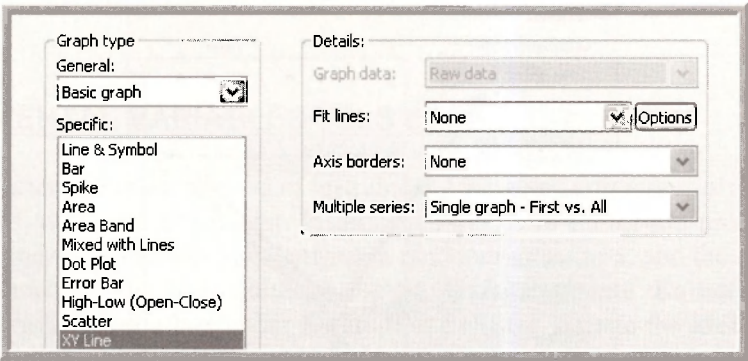 Graph type
General:
Basic graph
Specific:
Line & Symbol
Bar
Spike
Area
Area Band
Mixed with Lines
Dot Plot
Error Bar
High-Low (Open-Close)
Scatter
XY Line
Details:
Graph data: Raw data
Fit lines: None Options
Axis borders: None
Multiple series: Single graph - First vs. All